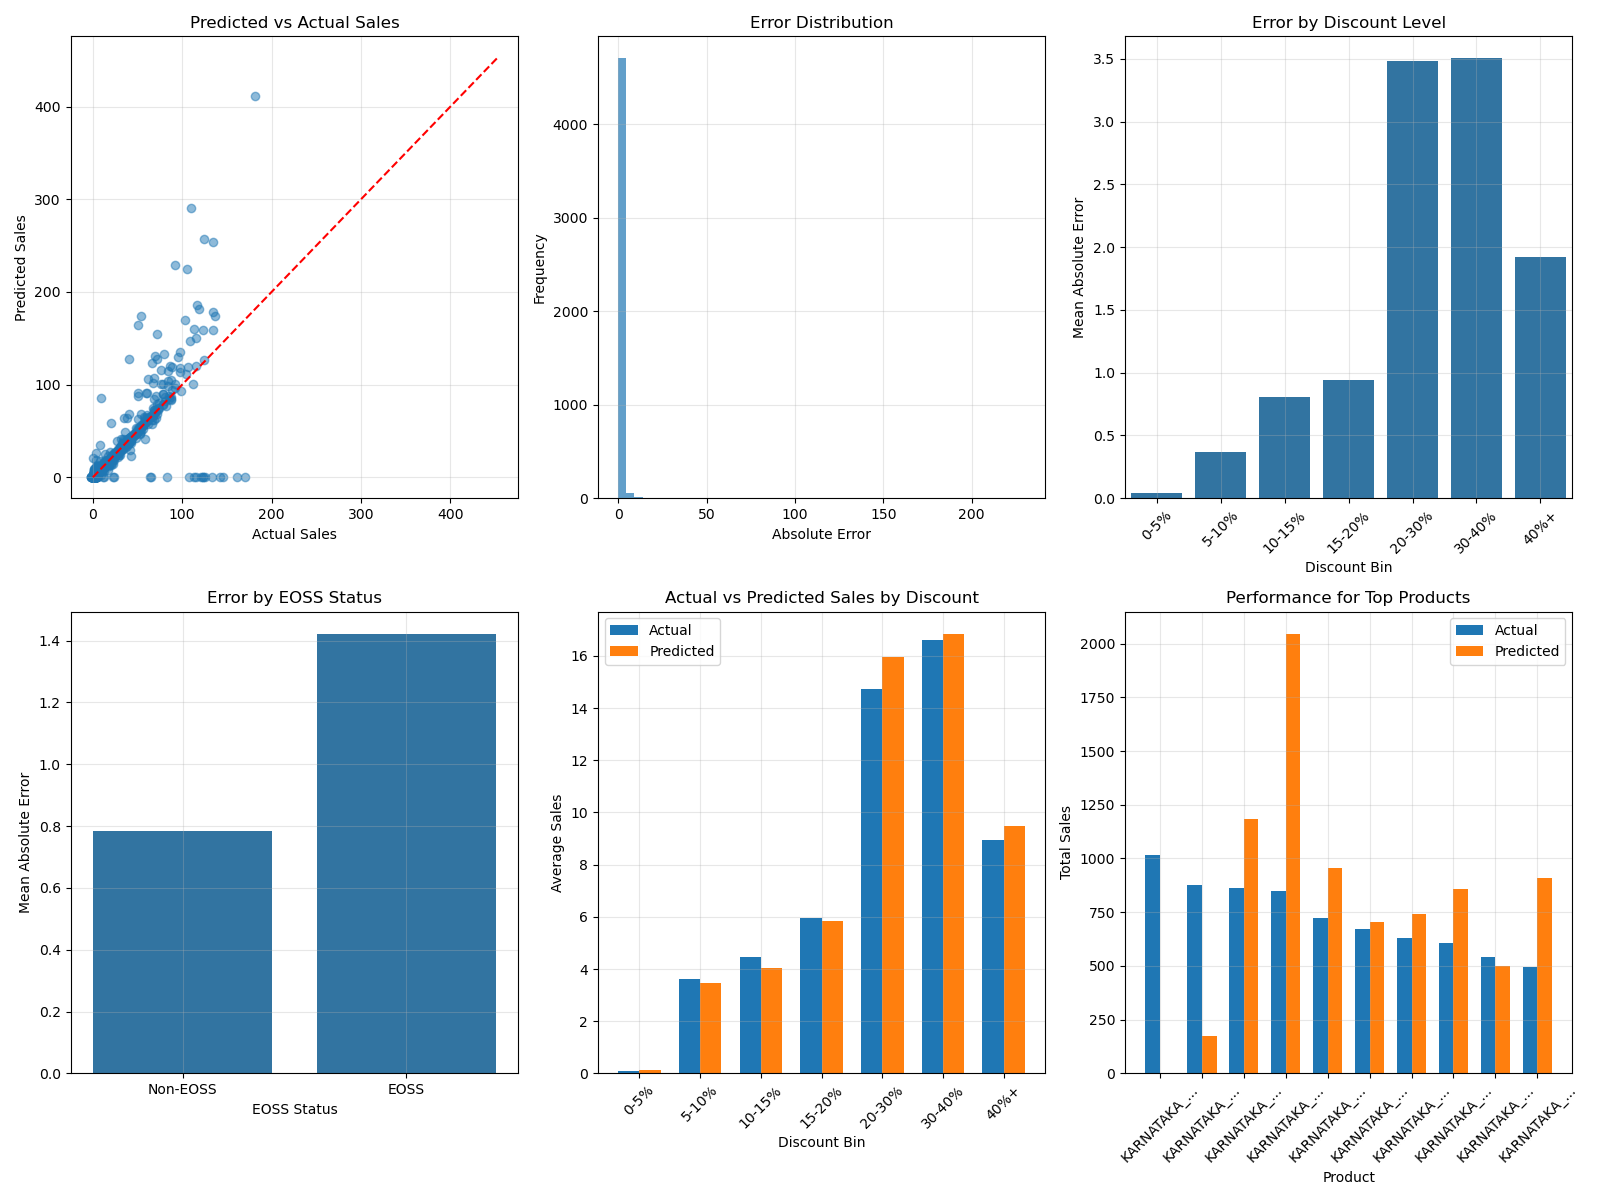 Predicted vs Actual Sales
Predicted Sales
400
300
200
100
0
0 100 200 300 400
Actual Sales
Error Distribution
Frequency
4000
3000
2000
1000
0
0 50 100 150 200
Absolute Error
Error by Discount Level
Mean Absolute Error
3.5
3.0
2.5
2.0
1.5
1.0
0.5
0.0
0-5% 5-10% 10-15% 15-20% 20-30% 30-40% 40%+
Discount Bin
Error by EOSS Status
Mean Absolute Error
1.4
1.2
1.0
0.8
0.6
0.4
0.2
0.0
Non-EOSS EOSS
EOSS Status
Actual vs Predicted Sales by Discount
Actual
Predicted
Average Sales
16
14
12
10
8
6
4
2
0
0-5% 5-10% 10-15% 15-20% 20-30% 30-40% 40%+
Discount Bin
Performance for Top Products
Actual
Predicted
Total Sales
2000
1750
1500
1250
1000
750
500
250
0
KARNATAKA_... KARNATAKA_... KARNATAKA_... KARNATAKA_... KARNATAKA_... KARNATAKA_... KARNATAKA_... KARNATAKA_... KARNATAKA_... KARNATAKA_...
Product